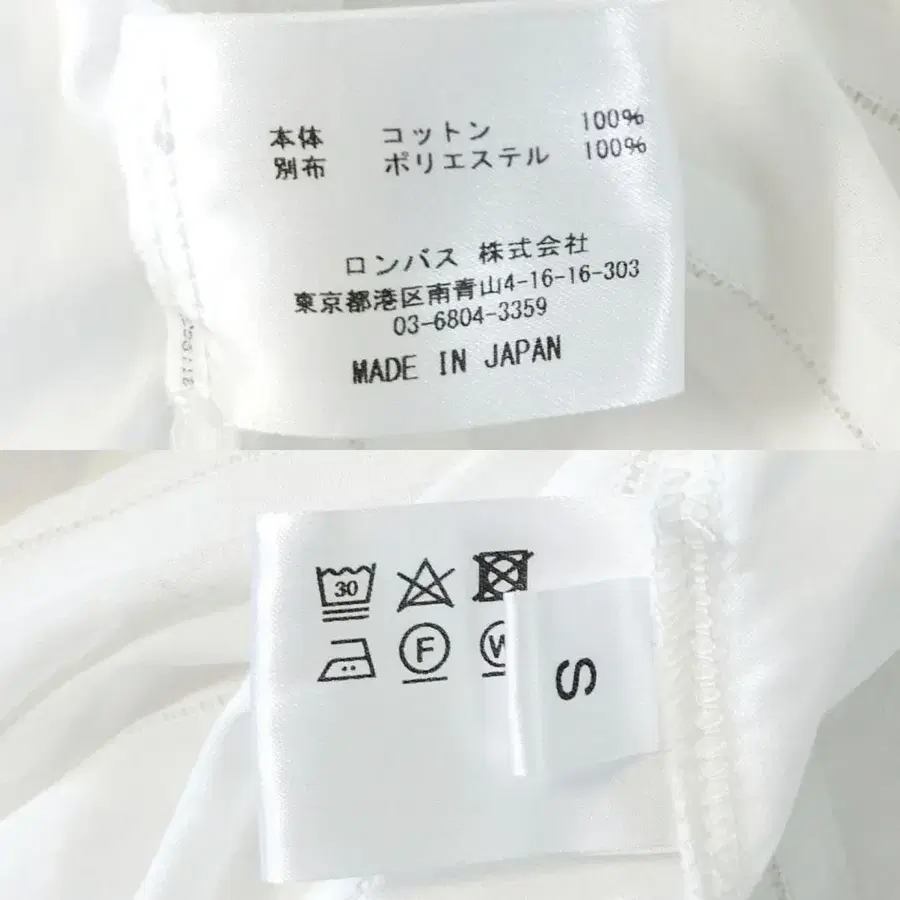 本体 コットン 100%
別布 ポリエステル 100%
ロンバス 株式会社
東京都港区南青山4-16-16-303
03-6804-3359
MADE IN JAPAN
30
F W
S